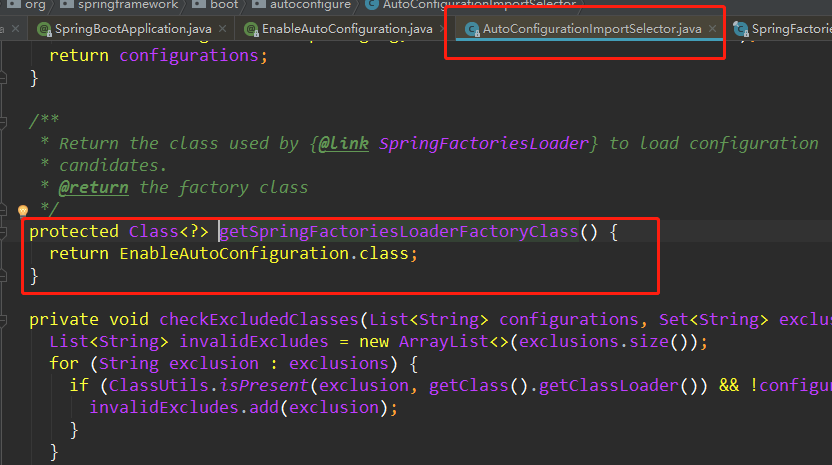 org springframework boot autoconfigure AutoConfigurationImportSelector
a SpringBootApplication.java EnableAutoConfiguration.java AutoConfigurationImportSelector.java SpringFactories
return configurations;
}
/**
* Return the class used by {@link SpringFactoriesLoader} to load configuration
* candidates.
* @return the factory class
*/
protected Class<?> getSpringFactoriesLoaderFactoryClass() {
return EnableAutoConfiguration.class;
}
private void checkExcludedClasses(List<String> configurations, Set<String> exclus
List<String> invalidExcludes = new ArrayList<>(exclusions.size());
for (String exclusion : exclusions) {
if (ClassUtils.isPresent(exclusion, getClass().getClassLoader()) && !configur
invalidExcludes.add(exclusion);
}
}